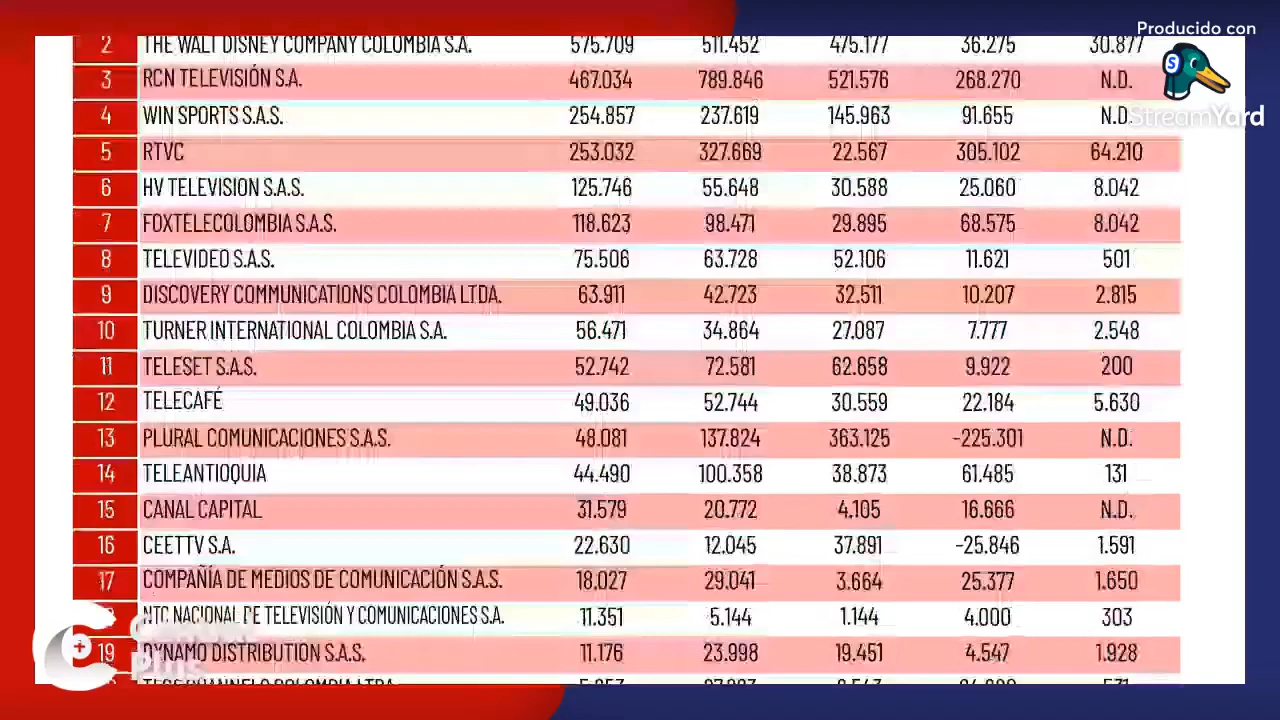 Producido con
StreamYard
2 THE WALT DISNEY COMPANY COLOMBIA S.A. 575.709 511.452 475.177 36.275 30.877
3 RCN TELEVISIÓN S.A. 467.034 789.846 521.576 268.270 N.D.
4 WIN SPORTS S.A.S. 254.857 237.619 145.963 91.655 N.D.
5 RTVC 253.032 327.669 22.567 305.102 64.210
6 HV TELEVISION S.A.S. 125.746 55.648 30.588 25.060 8.042
7 FOXTELECOLOMBIA S.A.S. 118.623 98.471 29.895 68.575 8.042
8 TELEVIDEO S.A.S. 75.506 63.728 52.106 11.621 501
9 DISCOVERY COMMUNICATIONS COLOMBIA LTDA. 63.911 42.723 32.511 10.207 2.815
10 TURNER INTERNATIONAL COLOMBIA S.A. 56.471 34.864 27.087 7.777 2.548
11 TELESET S.A.S. 52.742 72.581 62.658 9.922 200
12 TELECAFÉ 49.036 52.744 30.559 22.184 5.630
13 PLURAL COMUNICACIONES S.A.S. 48.081 137.824 363.125 -225.301 N.D.
14 TELEANTIOQUIA 44.490 100.358 38.873 61.485 131
15 CANAL CAPITAL 31.579 20.772 4.105 16.666 N.D.
16 CEETTV S.A. 22.630 12.045 37.891 -25.846 1.591
17 COMPAÑÍA DE MEDIOS DE COMUNICACIÓN S.A.S. 18.027 29.041 3.664 25.377 1.650
NTC NACIONAL DE TELEVISIÓN Y COMUNICACIONES S.A. 11.351 5.144 1.144 4.000 303
19 DYNAMO DISTRIBUTION S.A.S. 11.176 23.998 19.451 4.547 1.928
Plus